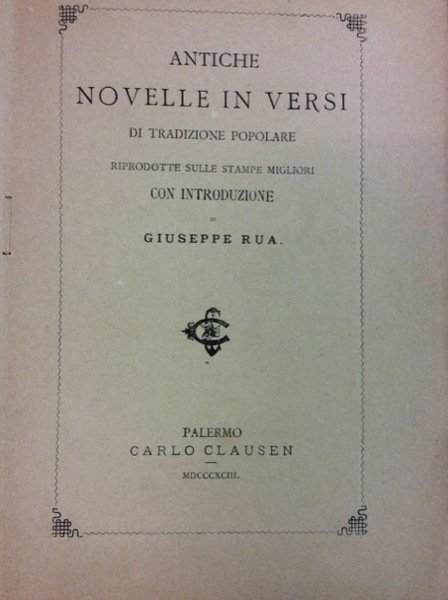 ANTICHE
NOVELLE IN VERSI
DI TRADIZIONE POPOLARE
RIPRODOTTE SULLE STAMPE MIGLIORI
CON INTRODUZIONE
DI
GIUSEPPE RUA.
PALERMO
CARLO CLAUSEN
MDCCCXCIII.